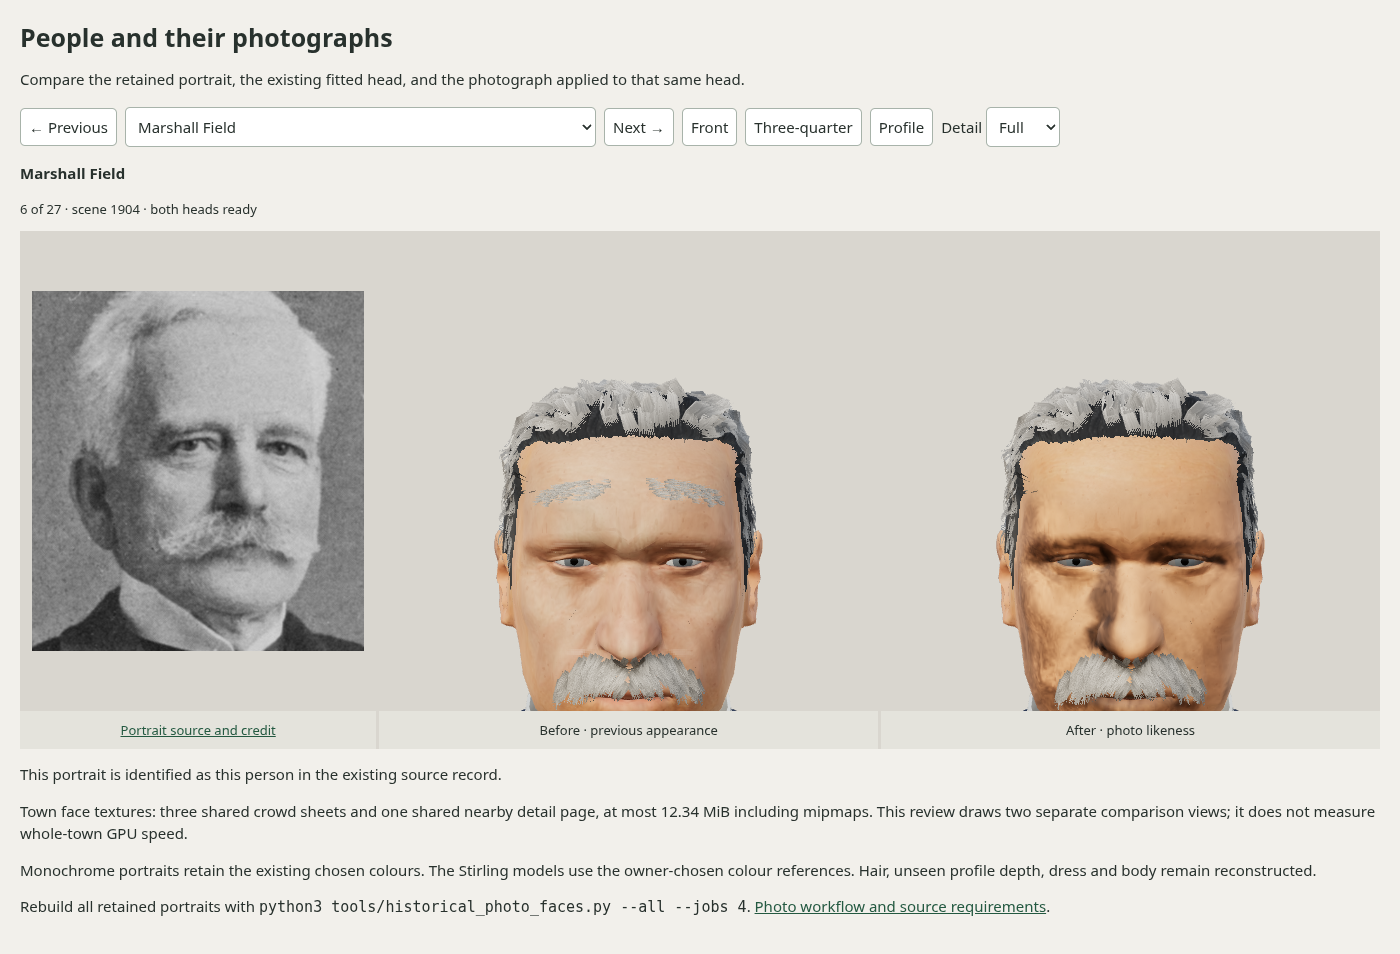 People and their photographs
Compare the retained portrait, the existing fitted head, and the photograph applied to that same head.
← Previous Marshall Field Next → Front Three-quarter Profile Detail Full
Marshall Field
6 of 27 · scene 1904 · both heads ready
Portrait source and credit Before · previous appearance After · photo likeness
This portrait is identified as this person in the existing source record.
Town face textures: three shared crowd sheets and one shared nearby detail page, at most 12.34 MiB including mipmaps. This review draws two separate comparison views; it does not measure
whole-town GPU speed.
Monochrome portraits retain the existing chosen colours. The Stirling models use the owner-chosen colour references. Hair, unseen profile depth, dress and body remain reconstructed.
Rebuild all retained portraits with python3 tools/historical_photo_faces.py --all --jobs 4. Photo workflow and source requirements.